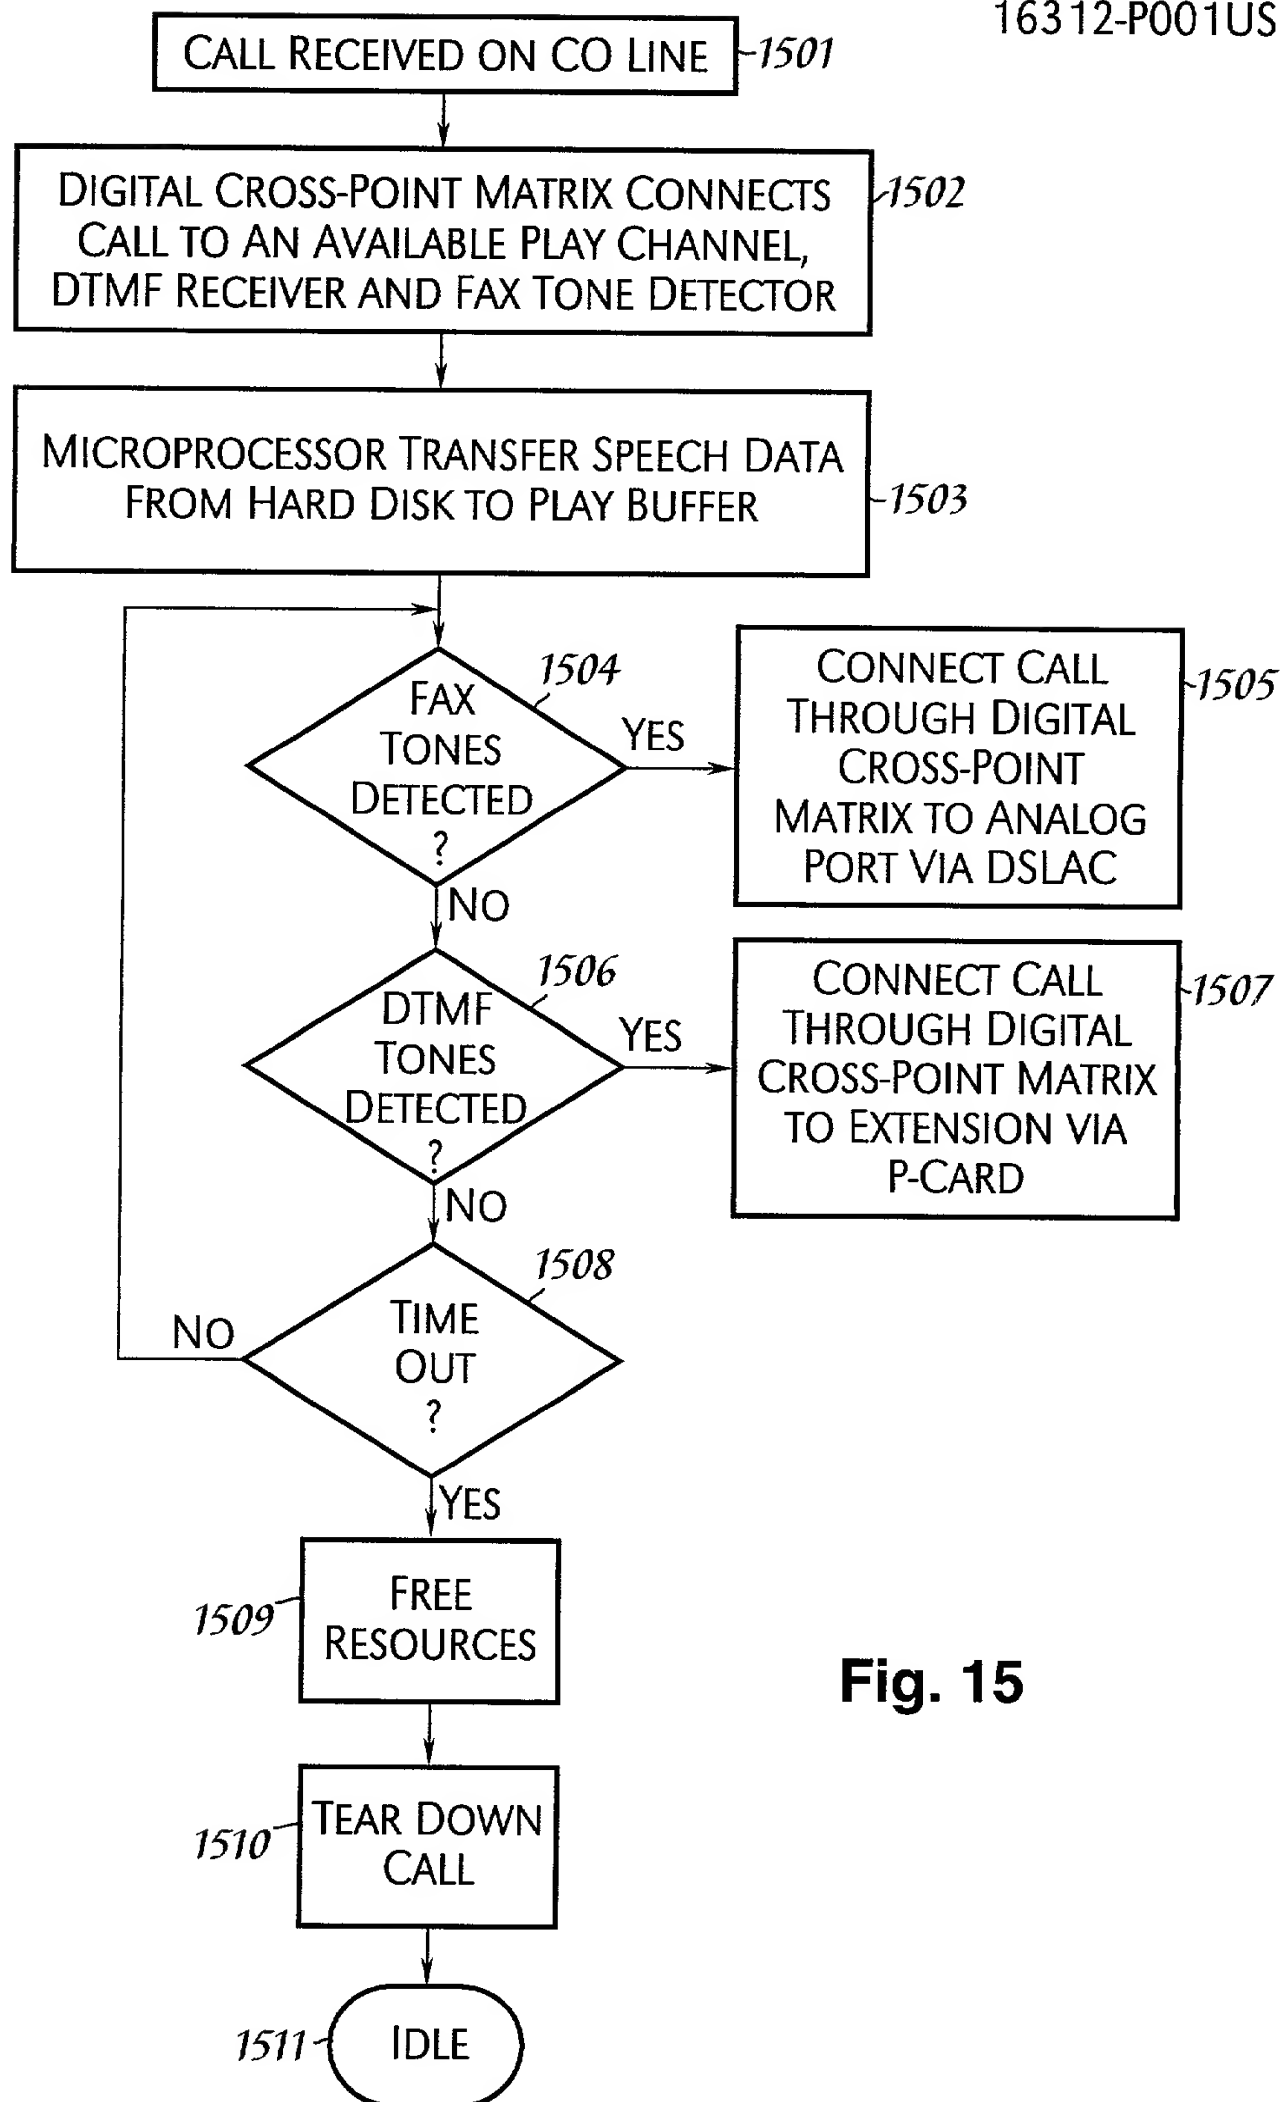 16312-P001US
CALL RECEIVED ON CO LINE
1501
DIGITAL CROSS-POINT MATRIX CONNECTS
CALL TO AN AVAILABLE PLAY CHANNEL,
DTMF RECEIVER AND FAX TONE DETECTOR
1502
MICROPROCESSOR TRANSFER SPEECH DATA
FROM HARD DISK TO PLAY BUFFER
1503
FAX
TONES
DETECTED
?
1504
YES
CONNECT CALL
THROUGH DIGITAL
CROSS-POINT
MATRIX TO ANALOG
PORT VIA DSLAC
1505
NO
DTMF
TONES
DETECTED
?
1506
YES
CONNECT CALL
THROUGH DIGITAL
CROSS-POINT MATRIX
TO EXTENSION VIA
P-CARD
1507
NO
TIME
OUT
?
1508
NO
YES
FREE
RESOURCES
1509
Fig. 15
TEAR DOWN
CALL
1510
IDLE
1511